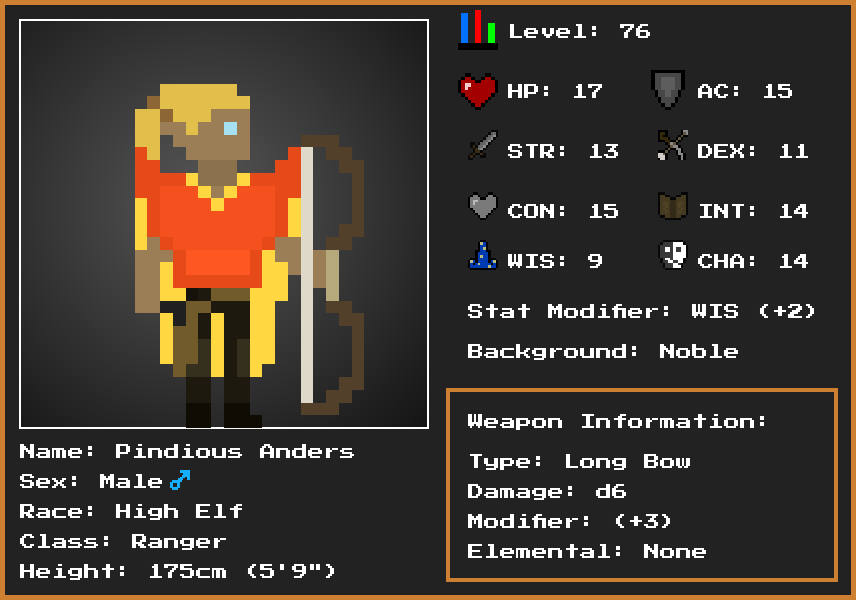 Level: 76
HP: 17 AC: 15
STR: 13 DEX: 11
CON: 15 INT: 14
WIS: 9 CHA: 14
Stat Modifier: WIS (+2)
Background: Noble
Name: Pindious Anders
Sex: Male ♂
Race: High Elf
Class: Ranger
Height: 175cm (5'9")
Weapon Information:
Type: Long Bow
Damage: d6
Modifier: (+3)
Elemental: None